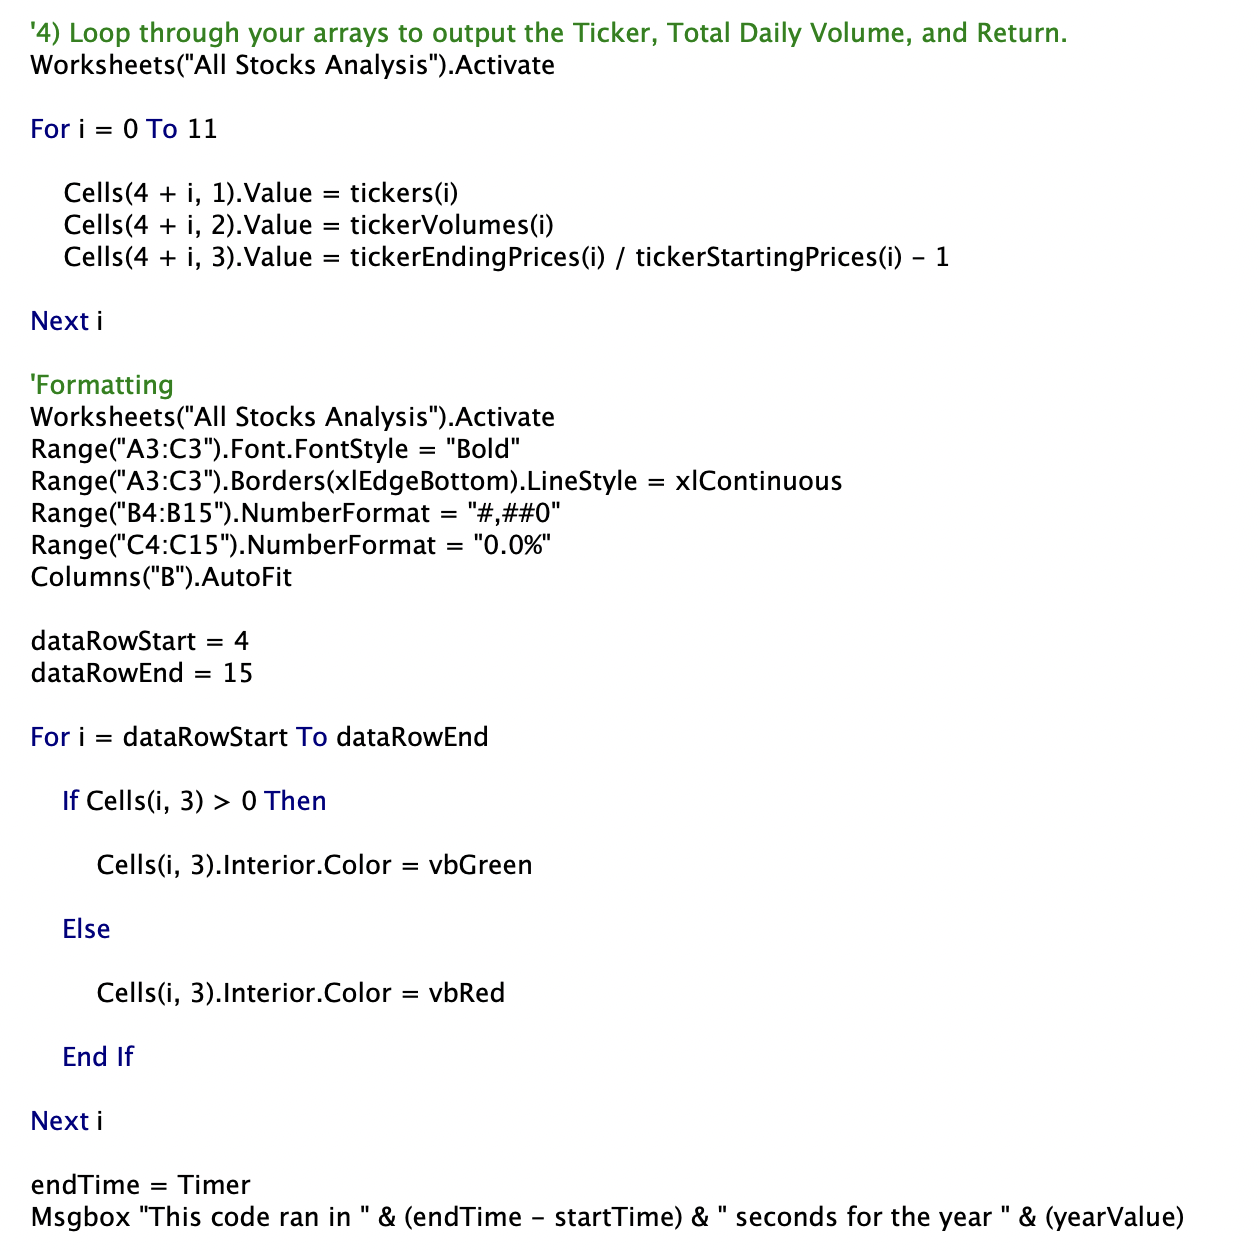 '4) Loop through your arrays to output the Ticker, Total Daily Volume, and Return.
Worksheets("All Stocks Analysis").Activate
For i = 0 To 11
Cells(4 + i, 1).Value = tickers(i)
Cells(4 + i, 2).Value = tickerVolumes(i)
Cells(4 + i, 3).Value = tickerEndingPrices(i) / tickerStartingPrices(i) - 1
Next i
'Formatting
Worksheets("All Stocks Analysis").Activate
Range("A3:C3").Font.FontStyle = "Bold"
Range("A3:C3").Borders(xlEdgeBottom).LineStyle = xlContinuous
Range("B4:B15").NumberFormat = "#,##0"
Range("C4:C15").NumberFormat = "0.0%"
Columns("B").AutoFit
dataRowStart = 4
dataRowEnd = 15
For i = dataRowStart To dataRowEnd
If Cells(i, 3) > 0 Then
Cells(i, 3).Interior.Color = vbGreen
Else
Cells(i, 3).Interior.Color = vbRed
End If
Next i
endTime = Timer
Msgbox "This code ran in " & (endTime - startTime) & " seconds for the year " & (yearValue)